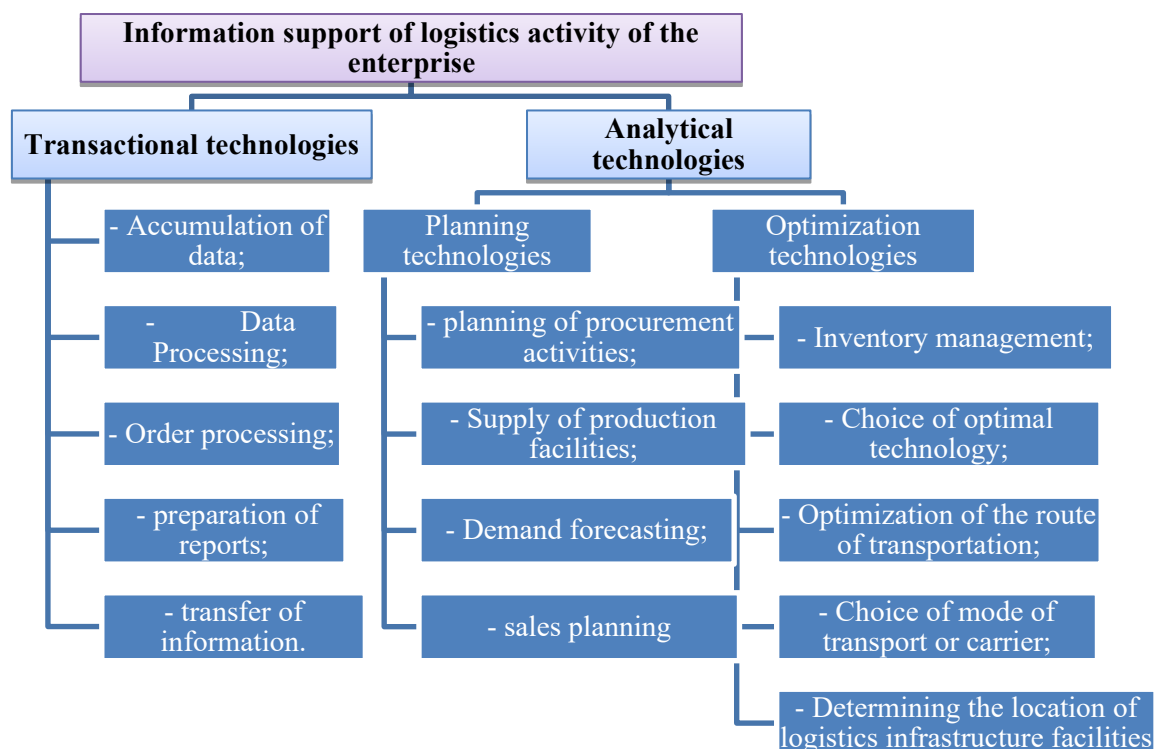 Information support of logistics activity of the
enterprise
Transactional technologies
Analytical
technologies
- Accumulation of
data;
- Data
Processing;
- Order processing;
- preparation of
reports;
- transfer of
information.
Planning
technologies
- planning of procurement
activities;
- Supply of production
facilities;
- Demand forecasting;
- sales planning
Optimization
technologies
- Inventory management;
- Choice of optimal
technology;
- Optimization of the route
of transportation;
- Choice of mode of
transport or carrier;
- Determining the location of
logistics infrastructure facilities